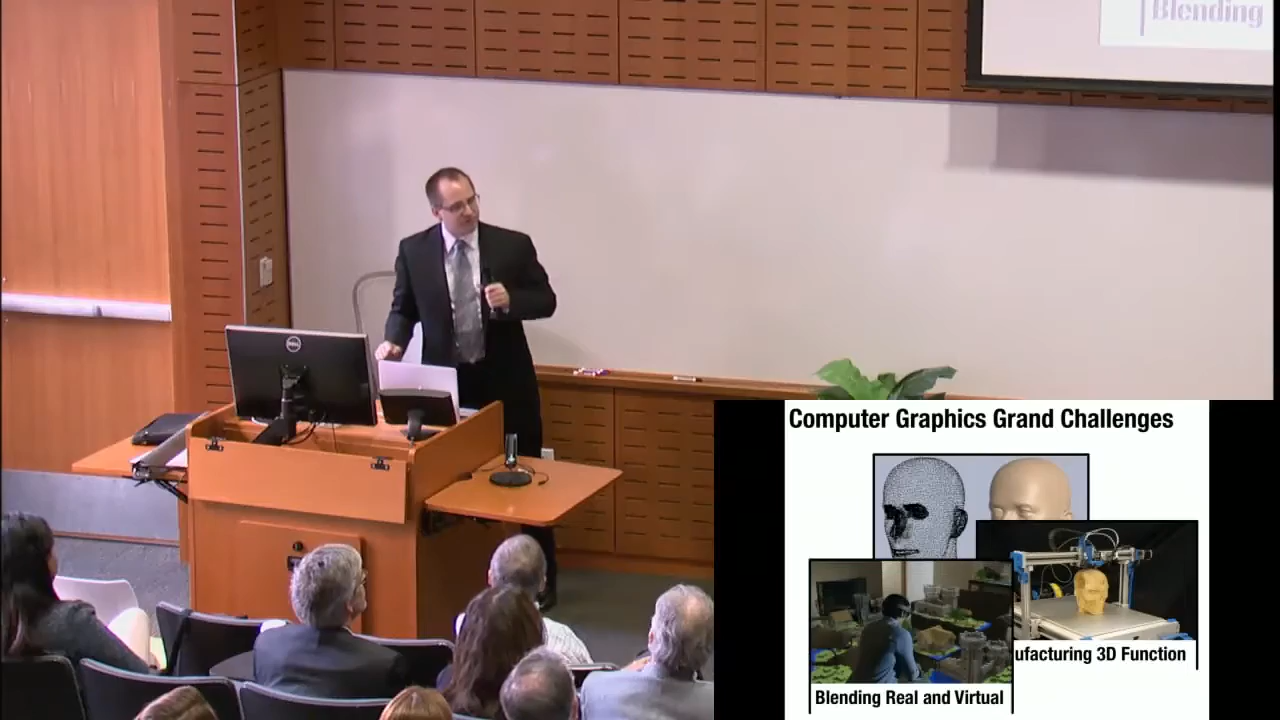 Blending
DELL
Computer Graphics Grand Challenges
ufacturing 3D Function
Blending Real and Virtual